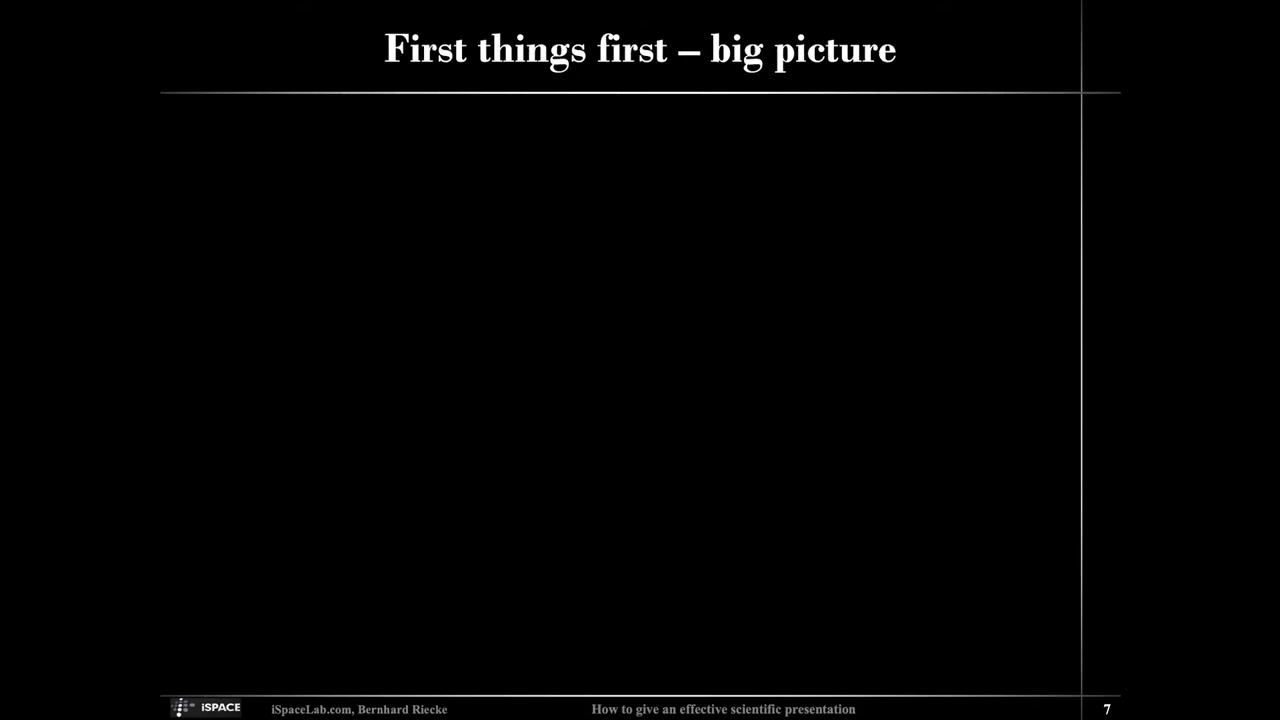 First things first – big picture
iSPACE
iSpaceLab.com, Bernhard Riecke
How to give an effective scientific presentation
7